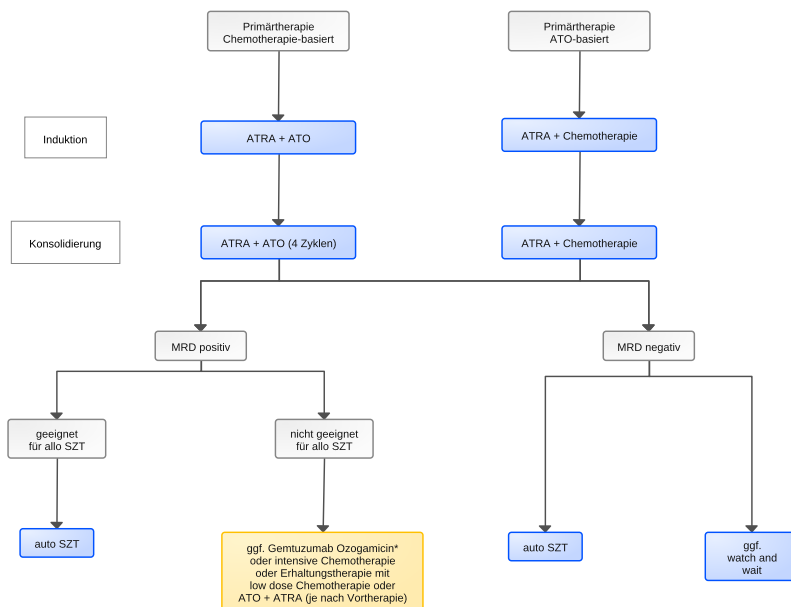 Primärtherapie
Chemotherapie-basiert
Primärtherapie
ATO-basiert
Induktion
ATRA + ATO
ATRA + Chemotherapie
Konsolidierung
ATRA + ATO (4 Zyklen)
ATRA + Chemotherapie
MRD positiv
MRD negativ
geeignet
für allo SZT
nicht geeignet
für allo SZT
auto SZT
ggf. Gemtuzumab Ozogamicin*
oder intensive Chemotherapie
oder Erhaltungstherapie mit
low dose Chemotherapie oder
ATO + ATRA (je nach Vortherapie)
auto SZT
ggf.
watch and
wait